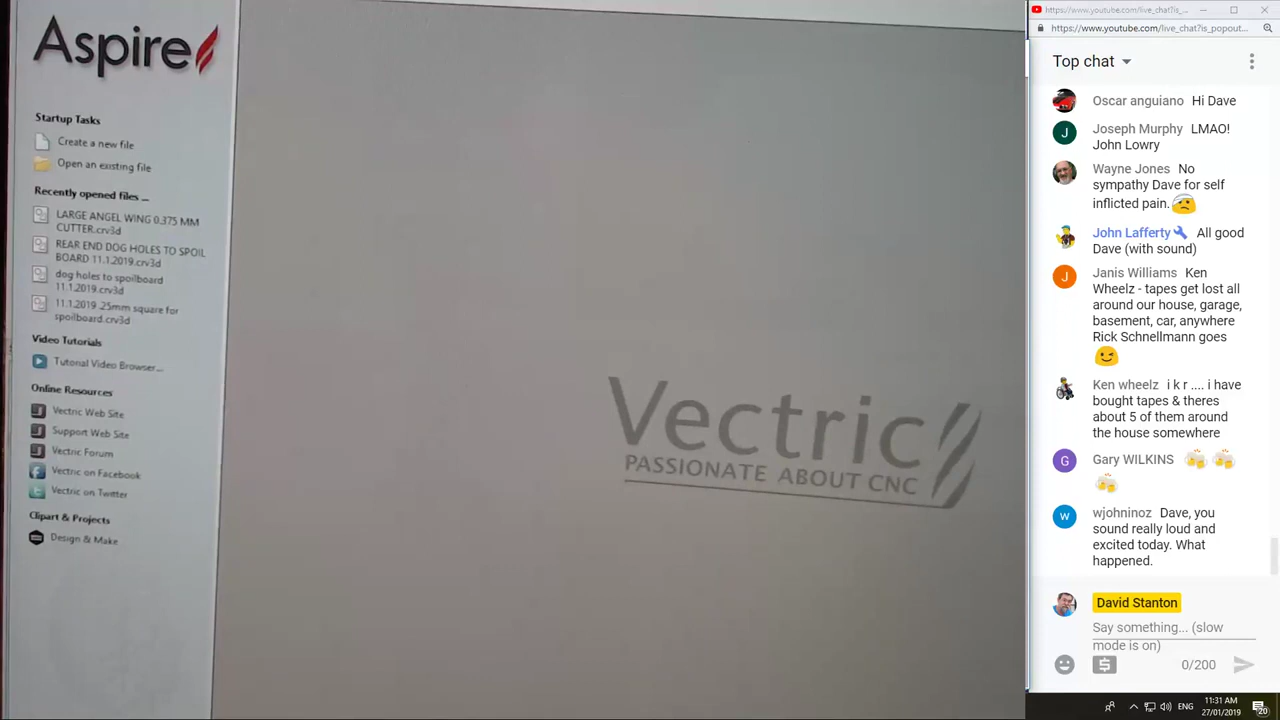 Aspire
Startup Tasks
Create a new file
Open an existing file
Recently opened files ...
LARGE ANGEL WING 0.375 MM
CUTTER.crv3d
REAR END DOG HOLES TO SPOIL
BOARD 11.1.2019.crv3d
dog holes to spoilboard
11.1.2019.crv3d
11.1.2019 .25mm square for
spoilboard.crv3d
Video Tutorials
Tutorial Video Browser...
Online Resources
Vectric Web Site
Support Web Site
Vectric Forum
Vectric on Facebook
Vectric on Twitter
Clipart & Projects
Design & Make
Vectric
PASSIONATE ABOUT CNC
https://www.youtube.com/live_chat?is_...
https://www.youtube.com/live_chat?is_popout...
Top chat
Oscar anguiano Hi Dave
J
Joseph Murphy LMAO!
John Lowry
Wayne Jones No
sympathy Dave for self
inflicted pain.
John Lafferty All good
Dave (with sound)
J
Janis Williams Ken
Wheelz - tapes get lost all
around our house, garage,
basement, car, anywhere
Rick Schnellmann goes
Ken wheelz i k r .... i have
bought tapes & theres
about 5 of them around
the house somewhere
G
Gary WILKINS
w
wjohninoz Dave, you
sound really loud and
excited today. What
happened.
David Stanton
Say something... (slow
mode is on)
0/200
ENG
11:31 AM
27/01/2019
20